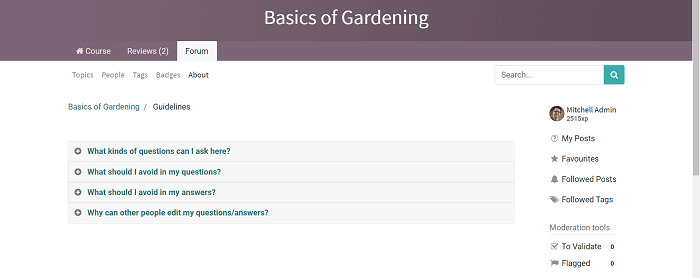 Basics of Gardening
Course Reviews (2) Forum
Topics People Tags Badges About
Search...
Basics of Gardening / Guidelines
Mitchell Admin
2515xp
What kinds of questions can I ask here?
What should I avoid in my questions?
What should I avoid in my answers?
Why can other people edit my questions/answers?
My Posts
Favourites
Followed Posts
Followed Tags
Moderation tools
To Validate 0
Flagged 0